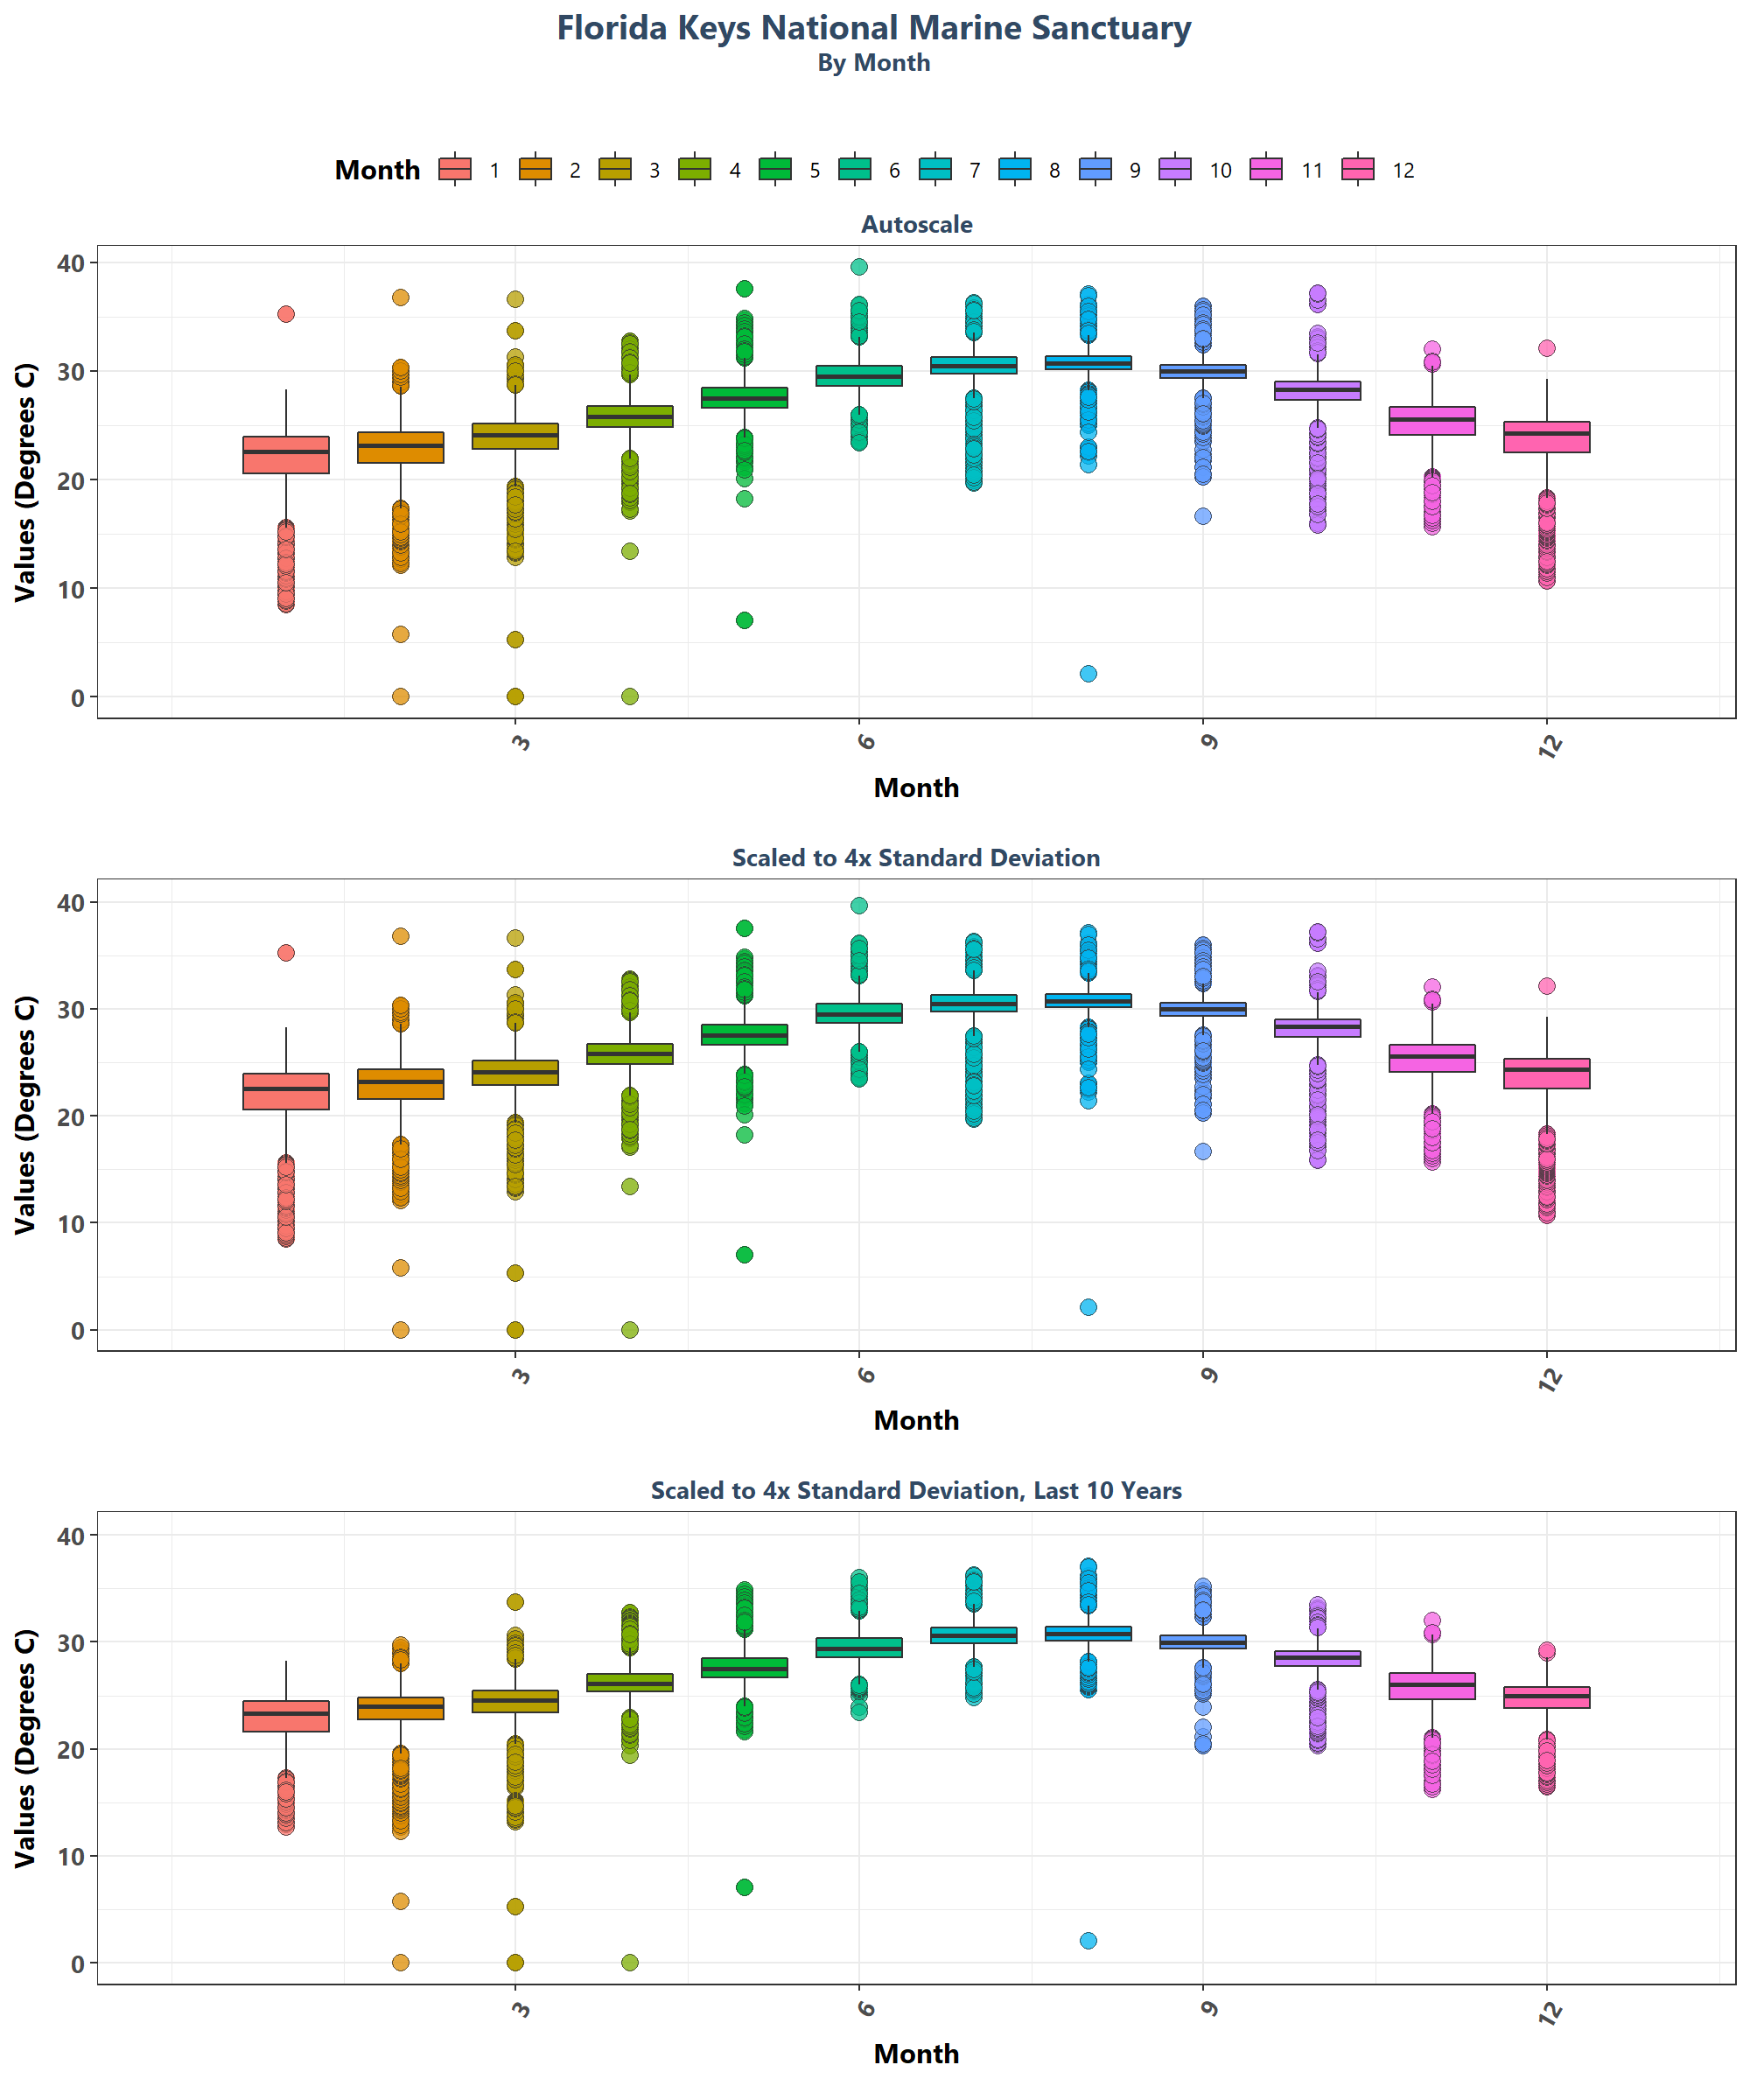 Florida Keys National Marine Sanctuary
By Month
Month 1 2 3 4 5 6 7 8 9 10 11 12
Autoscale
Values (Degrees C)
40
30
20
10
0
3 6 9 12
Month
Scaled to 4x Standard Deviation
Values (Degrees C)
40
30
20
10
0
3 6 9 12
Month
Scaled to 4x Standard Deviation, Last 10 Years
Values (Degrees C)
40
30
20
10
0
3 6 9 12
Month